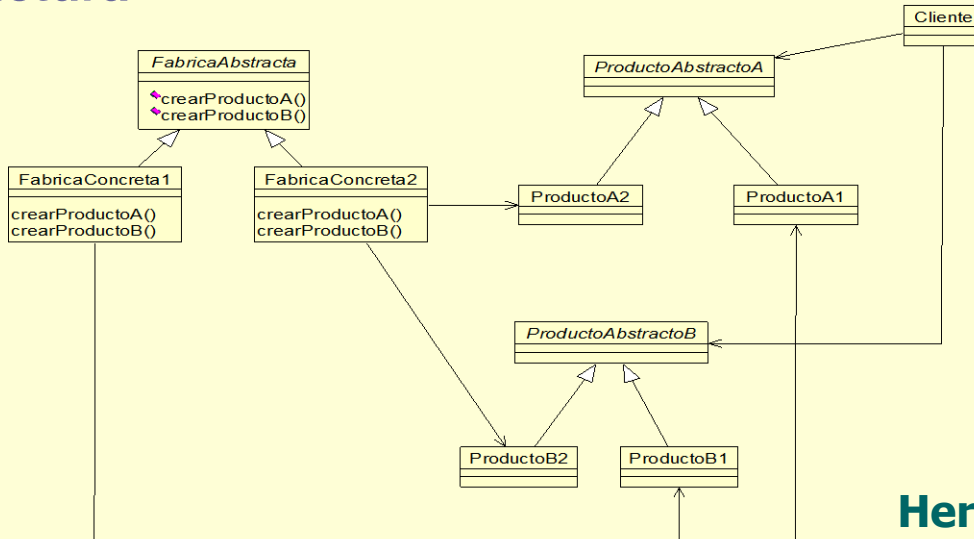 Cliente
FabricaAbstracta
crearProductoA()
crearProductoB()
ProductoAbstractoA
FabricaConcreta1
crearProductoA()
crearProductoB()
FabricaConcreta2
crearProductoA()
crearProductoB()
ProductoA2
ProductoA1
ProductoAbstractoB
ProductoB2
ProductoB1
Her